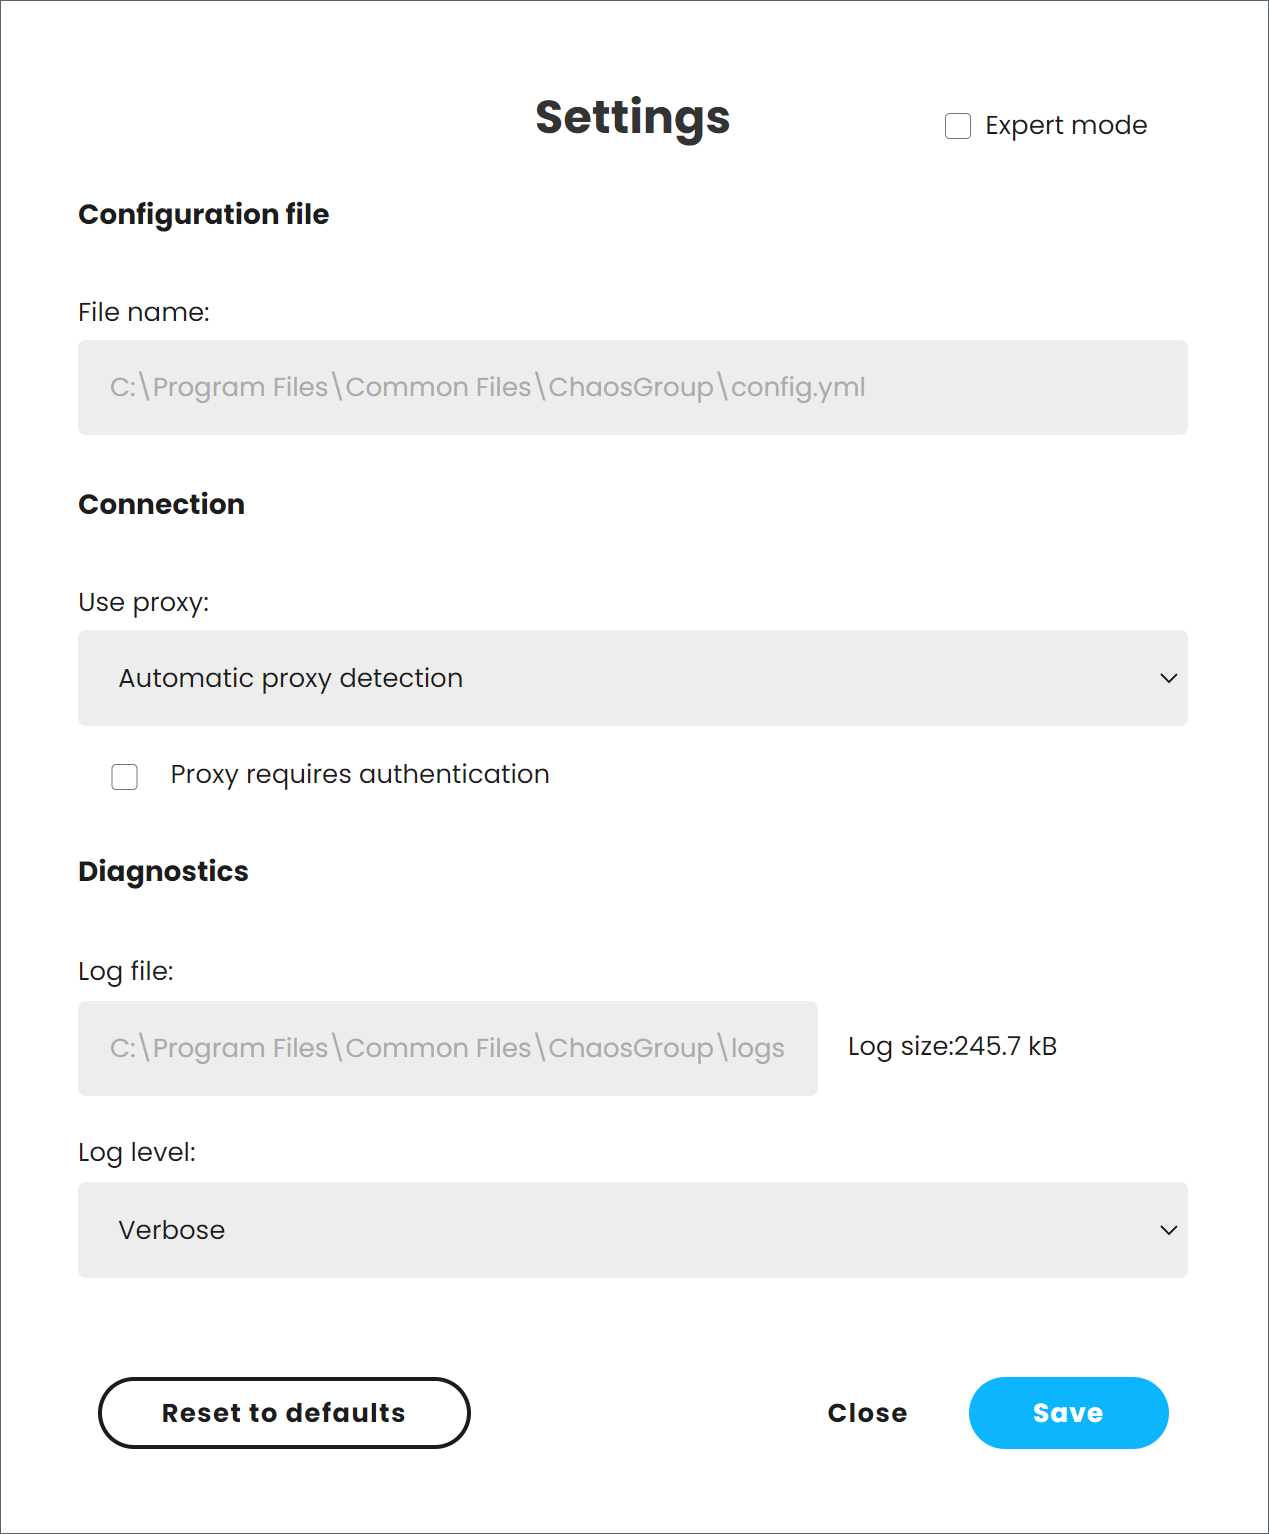 Settings
Expert mode
Configuration file
File name:
C:\Program Files\Common Files\ChaosGroup\config.yml
Connection
Use proxy:
Automatic proxy detection
Proxy requires authentication
Diagnostics
Log file:
C:\Program Files\Common Files\ChaosGroup\logs
Log size:245.7 kB
Log level:
Verbose
Reset to defaults
Close
Save